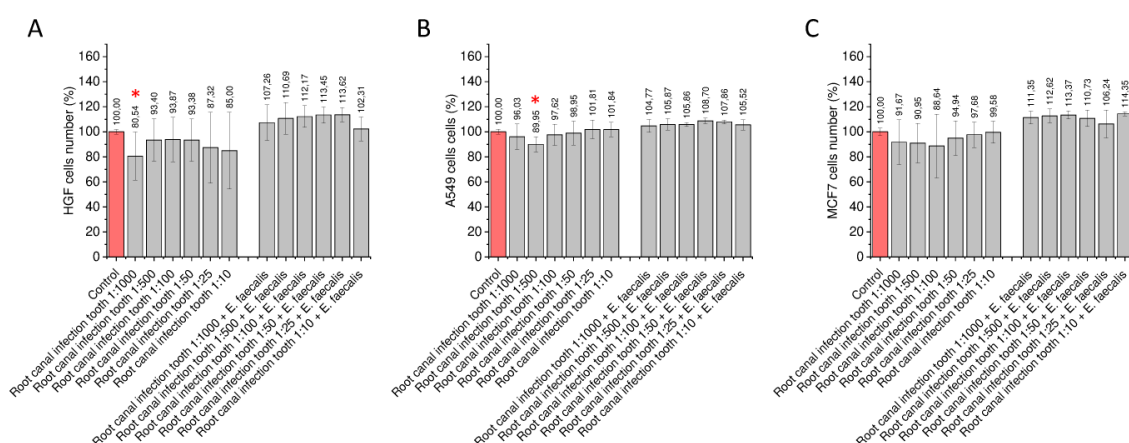 A
HGF cells number (%)
160
140
120
100
80
60
40
20
0
100,00
80,54
*
93,40
93,87
93,38
87,32
85,00
107,26
110,69
112,17
113,45
113,62
102,31
Control
Root canal infection tooth 1:1000
Root canal infection tooth 1:500
Root canal infection tooth 1:100
Root canal infection tooth 1:50
Root canal infection tooth 1:25
Root canal infection tooth 1:10
Root canal infection tooth 1:1000 + E. faecalis
Root canal infection tooth 1:500 + E. faecalis
Root canal infection tooth 1:100 + E. faecalis
Root canal infection tooth 1:50 + E. faecalis
Root canal infection tooth 1:25 + E. faecalis
Root canal infection tooth 1:10 + E. faecalis
B
A549 cells cells (%)
160
140
120
100
80
60
40
20
0
100,00
96,03
89,95
*
97,62
98,95
101,81
101,84
104,77
105,87
105,86
108,70
107,86
105,52
Control
Root canal infection tooth 1:1000
Root canal infection tooth 1:500
Root canal infection tooth 1:100
Root canal infection tooth 1:50
Root canal infection tooth 1:25
Root canal infection tooth 1:10
Root canal infection tooth 1:1000 + E. faecalis
Root canal infection tooth 1:500 + E. faecalis
Root canal infection tooth 1:100 + E. faecalis
Root canal infection tooth 1:50 + E. faecalis
Root canal infection tooth 1:25 + E. faecalis
Root canal infection tooth 1:10 + E. faecalis
C
MCF7 cells number (%)
160
140
120
100
80
60
40
20
0
100,00
91,67
90,95
88,64
94,94
97,68
99,58
111,35
112,62
113,37
110,73
106,24
114,35
Control
Root canal infection tooth 1:1000
Root canal infection tooth 1:500
Root canal infection tooth 1:100
Root canal infection tooth 1:50
Root canal infection tooth 1:25
Root canal infection tooth 1:10
Root canal infection tooth 1:1000 + E. faecalis
Root canal infection tooth 1:500 + E. faecalis
Root canal infection tooth 1:100 + E. faecalis
Root canal infection tooth 1:50 + E. faecalis
Root canal infection tooth 1:25 + E. faecalis
Root canal infection tooth 1:10 + E. faecalis